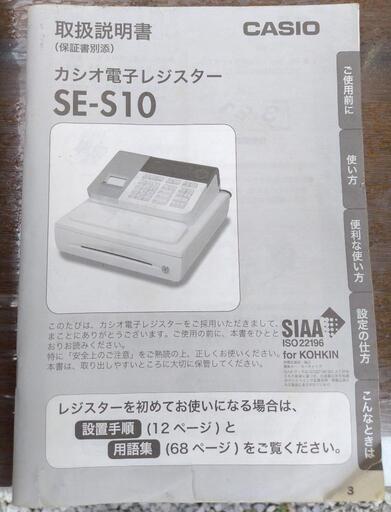 取扱説明書
(保証書別添)
CASIO
カシオ電子レジスター
SE-S10
ご使用前に
使い方
便利な使い方
設定の仕方
こんなときは
このたびは、カシオ電子レジスターをご採用いただきまして、
まことにありがとうございます。ご使用の前に、本書をひとと
おりお読みください。
特に「安全上のご注意」をご熟読の上、正しくお使いください。
本書は、取り出しやすいところに大切に保管してください。
SIAA
ISO22196
for KOHKIN
レジスターを初めてお使いになる場合は、
設置手順 (12ページ) と
用語集 (68ページ) をご覧ください。
3